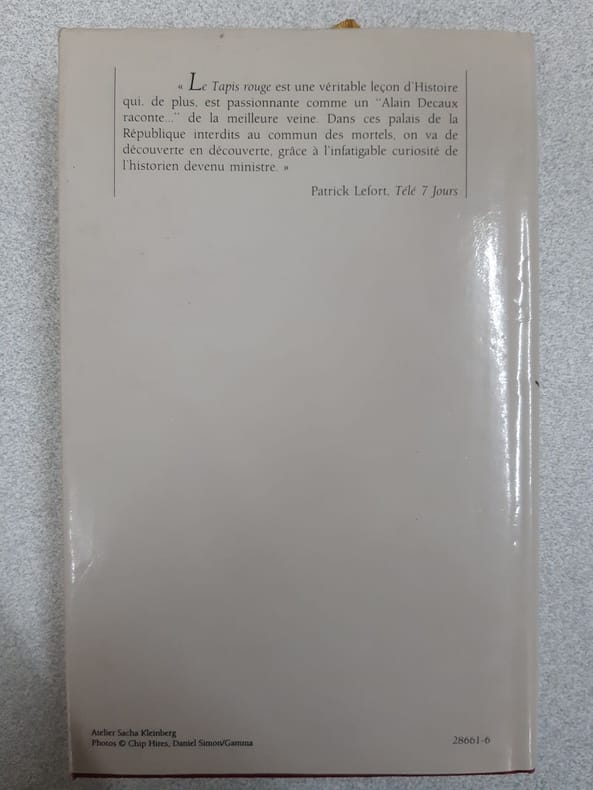 « Le Tapis rouge est une véritable leçon d'Histoire
qui, de plus, est passionnante comme un "Alain Decaux
raconte..." de la meilleure veine. Dans ces palais de la
République interdits au commun des mortels, on va de
découverte en découverte, grâce à l'infatigable curiosité de
l'historien devenu ministre. »
Patrick Lefort, Télé 7 Jours
Atelier Sacha Kleinberg
Photos © Chip Hires, Daniel Simon/Gamma
28661-6